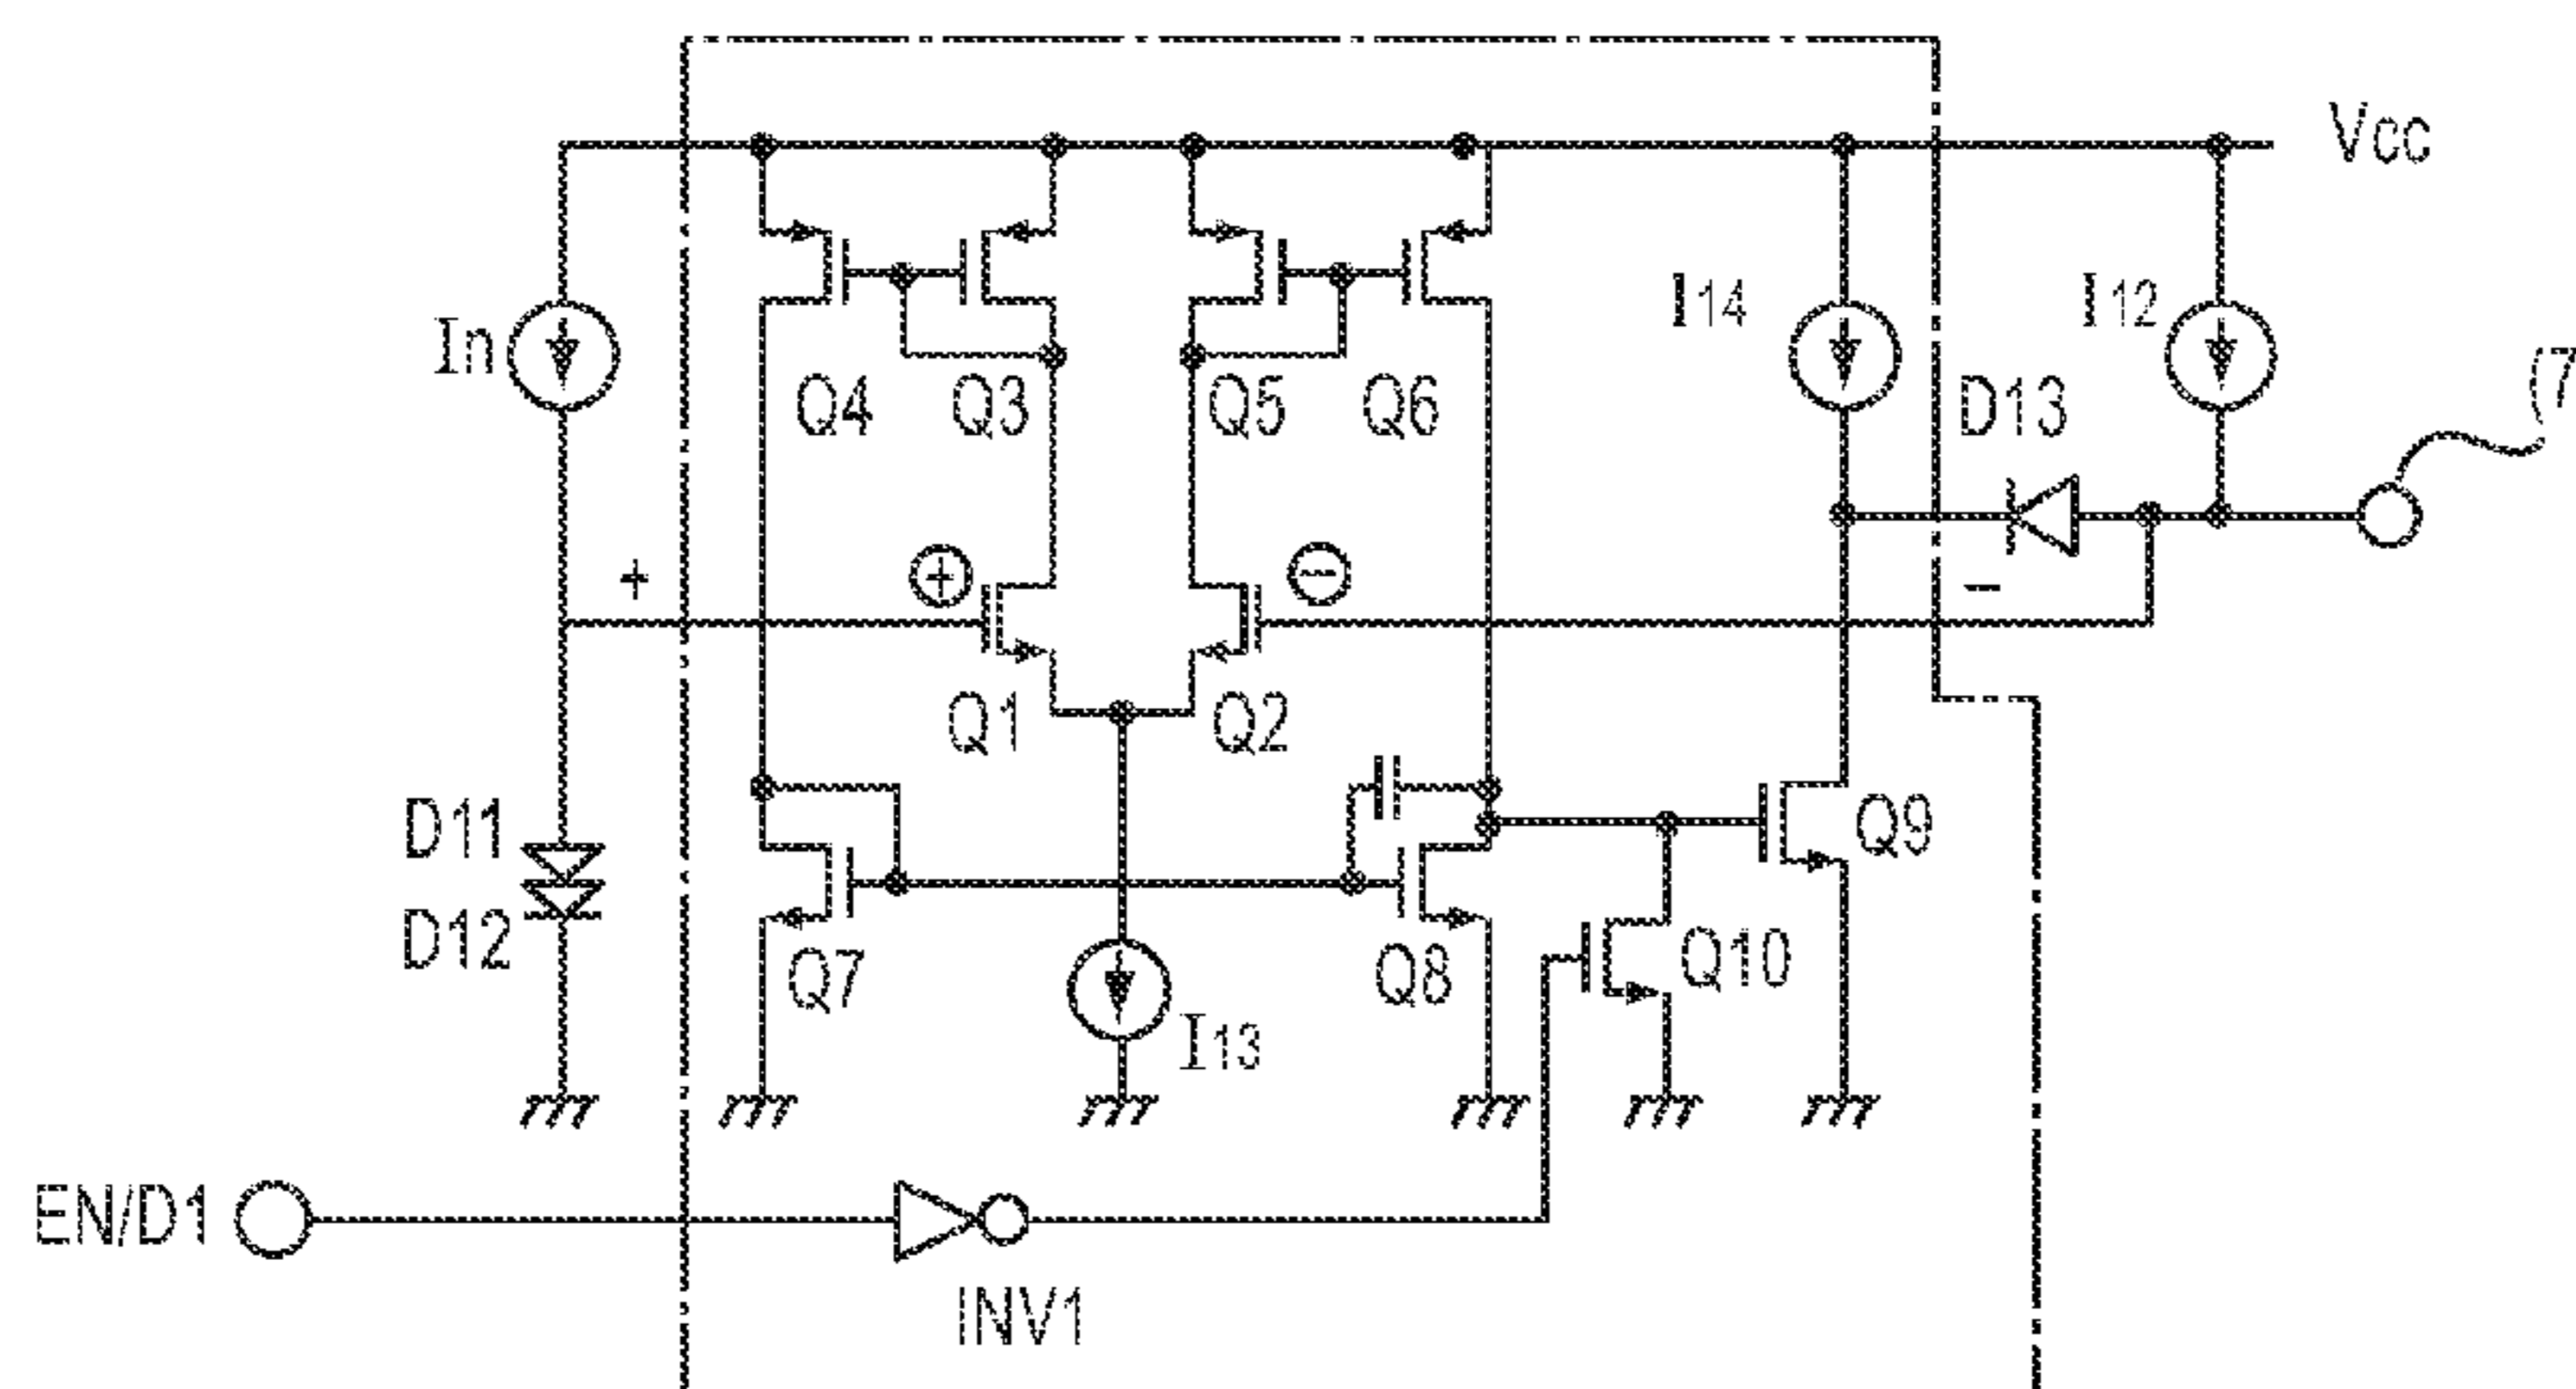 Vcc
In
I14
I12
(7
Q4
Q3
Q5
Q6
D13
+
+
−
−
Q1
Q2
D11
D12
Q9
Q7
I13
Q8
Q10
EN/D1
INV1